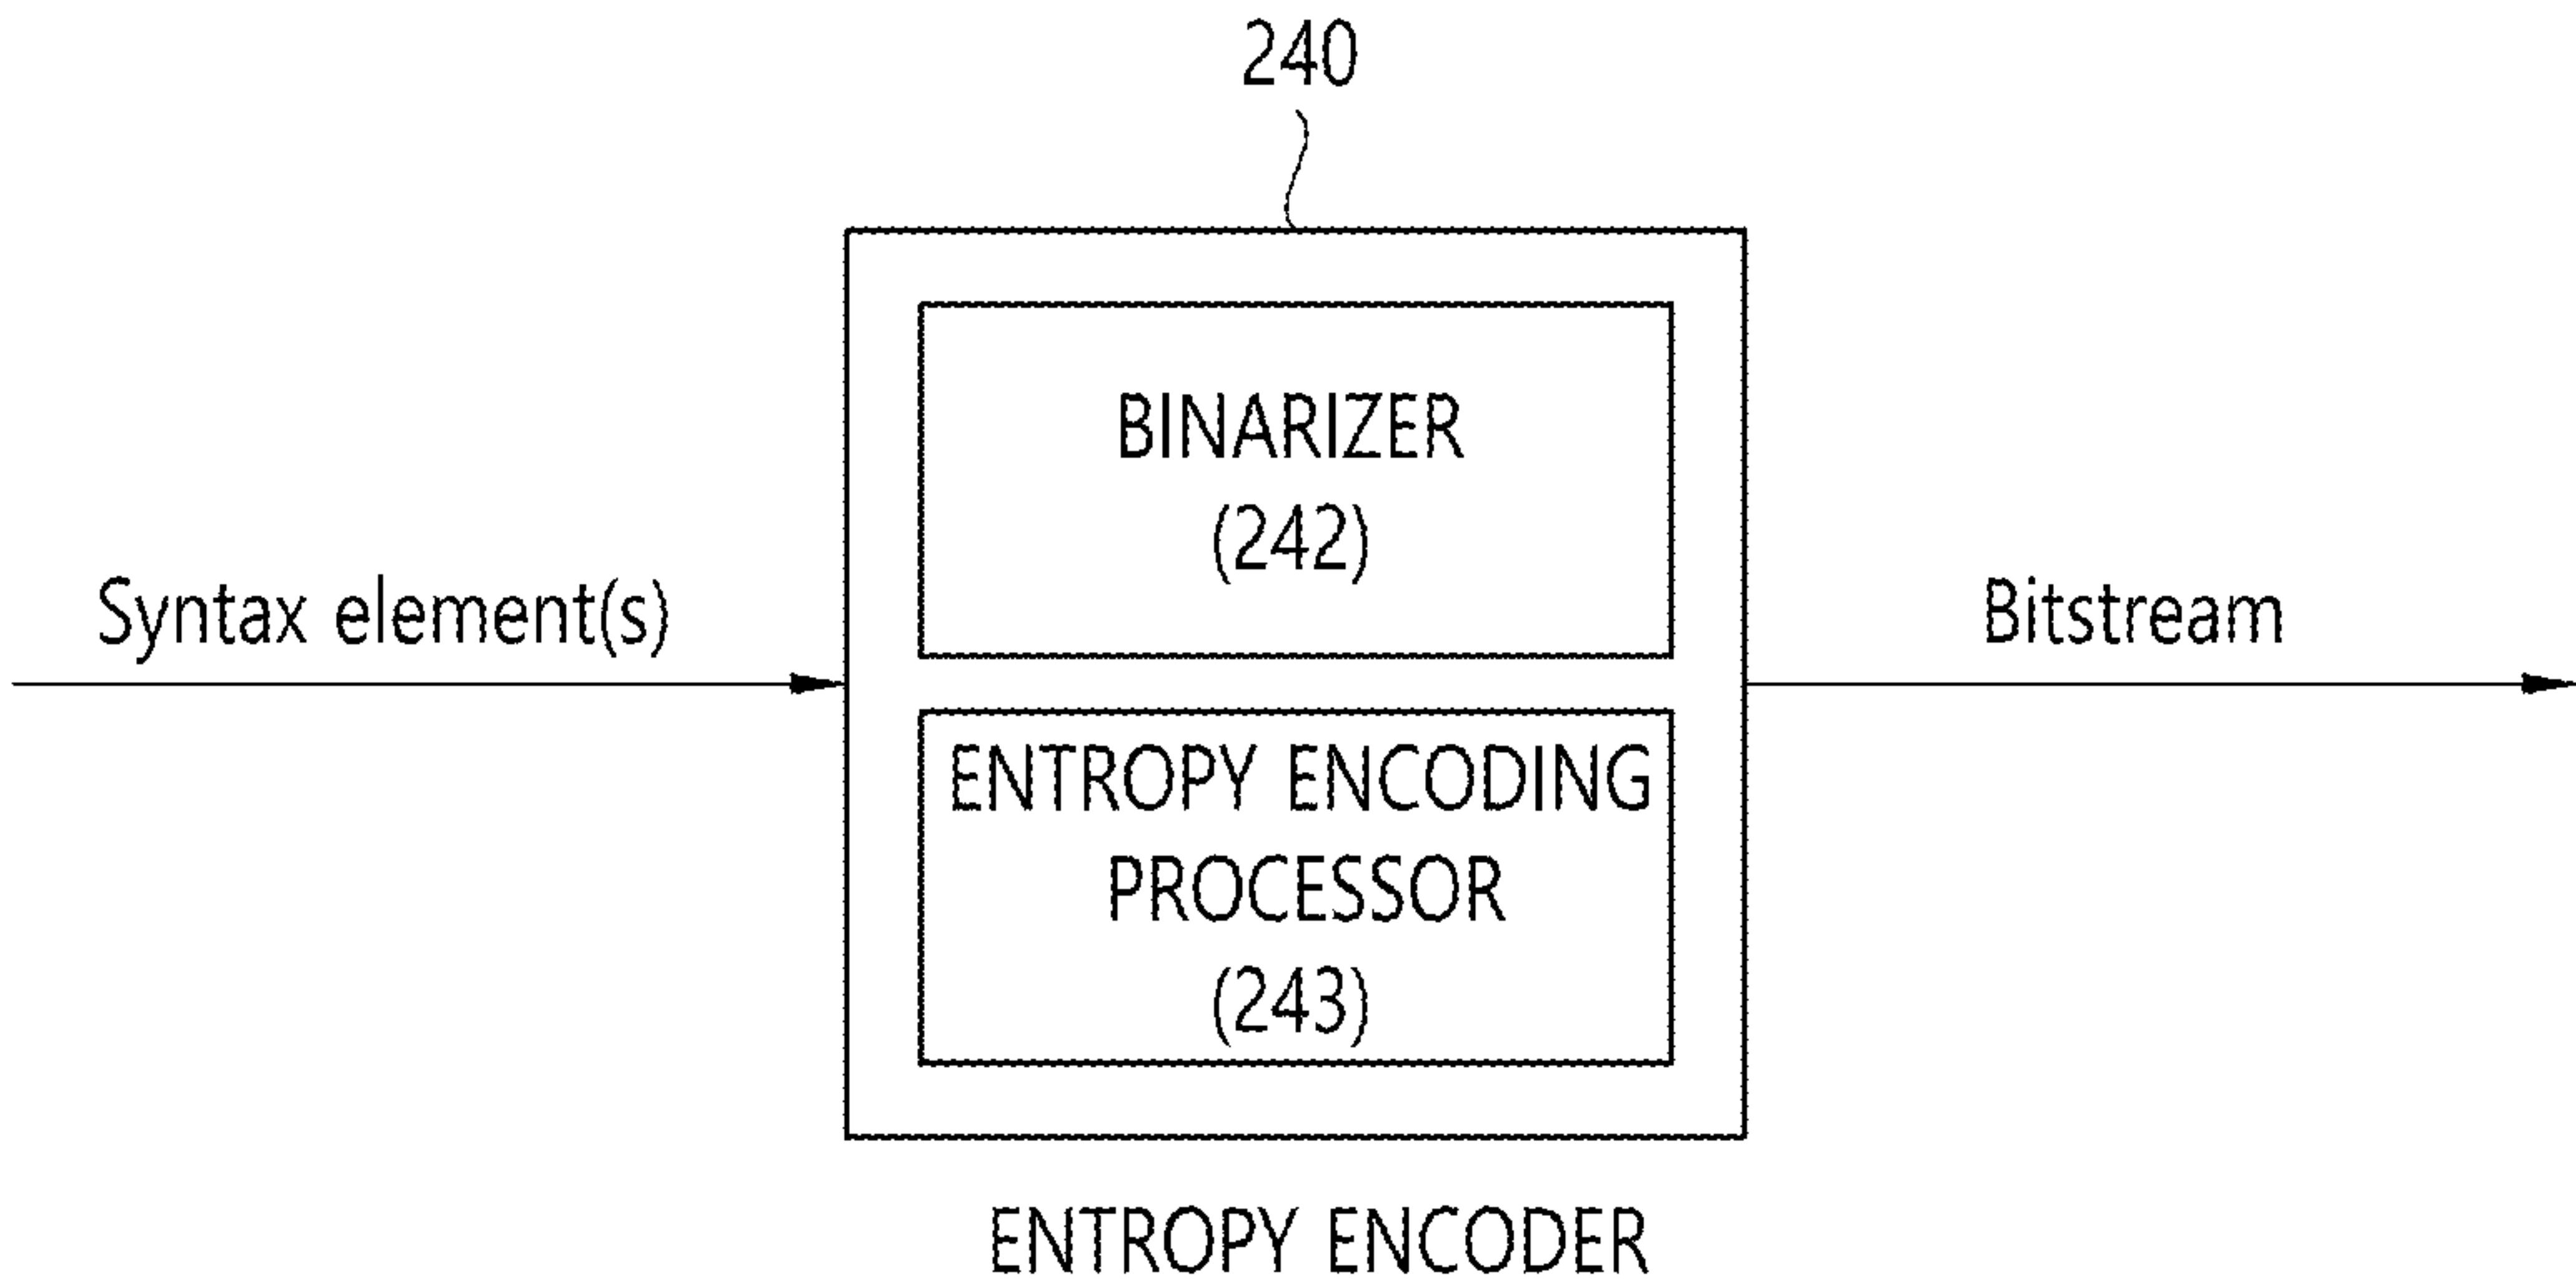 240
BINARIZER
(242)
Syntax element(s)
Bitstream
ENTROPY ENCODING
PROCESSOR
(243)
ENTROPY ENCODER